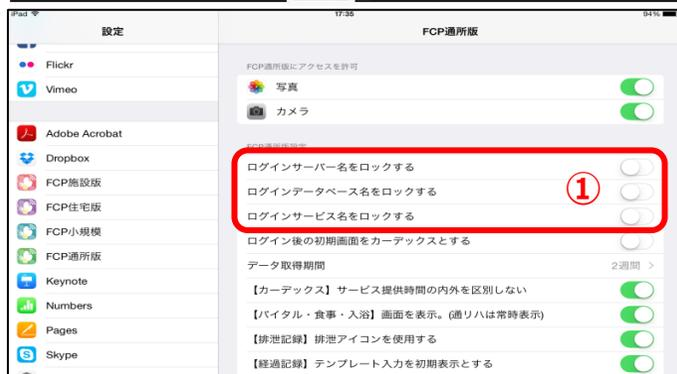 iPad 17:35 94%
設定
Flickr
Vimeo
Adobe Acrobat
Dropbox
FCP施設版
FCP住宅版
FCP小規模
FCP通所版
Keynote
Numbers
Pages
Skype
FCP通所版
FCP通所版にアクセスを許可
写真
カメラ
FCP通所版設定
ログインサーバー名をロックする
ログインデータベース名をロックする
①
ログインサービス名をロックする
ログイン後の初期画面をカーデックスとする
データ取得期間 2週間 >
【カーデックス】サービス提供時間の内外を区別しない
【バイタル・食事・入浴】画面を表示。(通リハは常時表示)
【排泄記録】排泄アイコンを使用する
【経過記録】テンプレート入力を初期表示とする